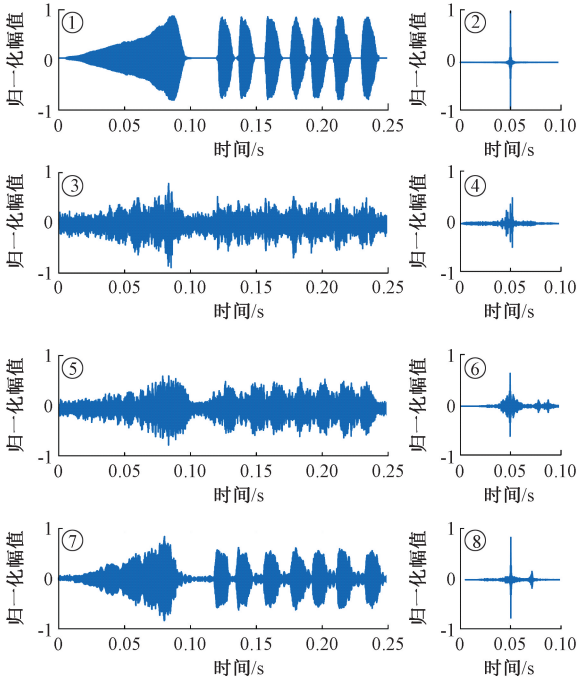 归一化幅值 1 0 -1 ① 0 0.05 0.10 0.15 0.20 0.25 时间/s
归一化幅值 1 0 -1 ② 0 0.05 0.10 时间/s
归一化幅值 1 0 -1 ③ 0 0.05 0.10 0.15 0.20 0.25 时间/s
归一化幅值 1 0 -1 ④ 0 0.05 0.10 时间/s
归一化幅值 1 0 -1 ⑤ 0 0.05 0.10 0.15 0.20 0.25 时间/s
归一化幅值 1 0 -1 ⑥ 0 0.05 0.10 时间/s
归一化幅值 1 0 -1 ⑦ 0 0.05 0.10 0.15 0.20 0.25 时间/s
归一化幅值 1 0 -1 ⑧ 0 0.05 0.10 时间/s